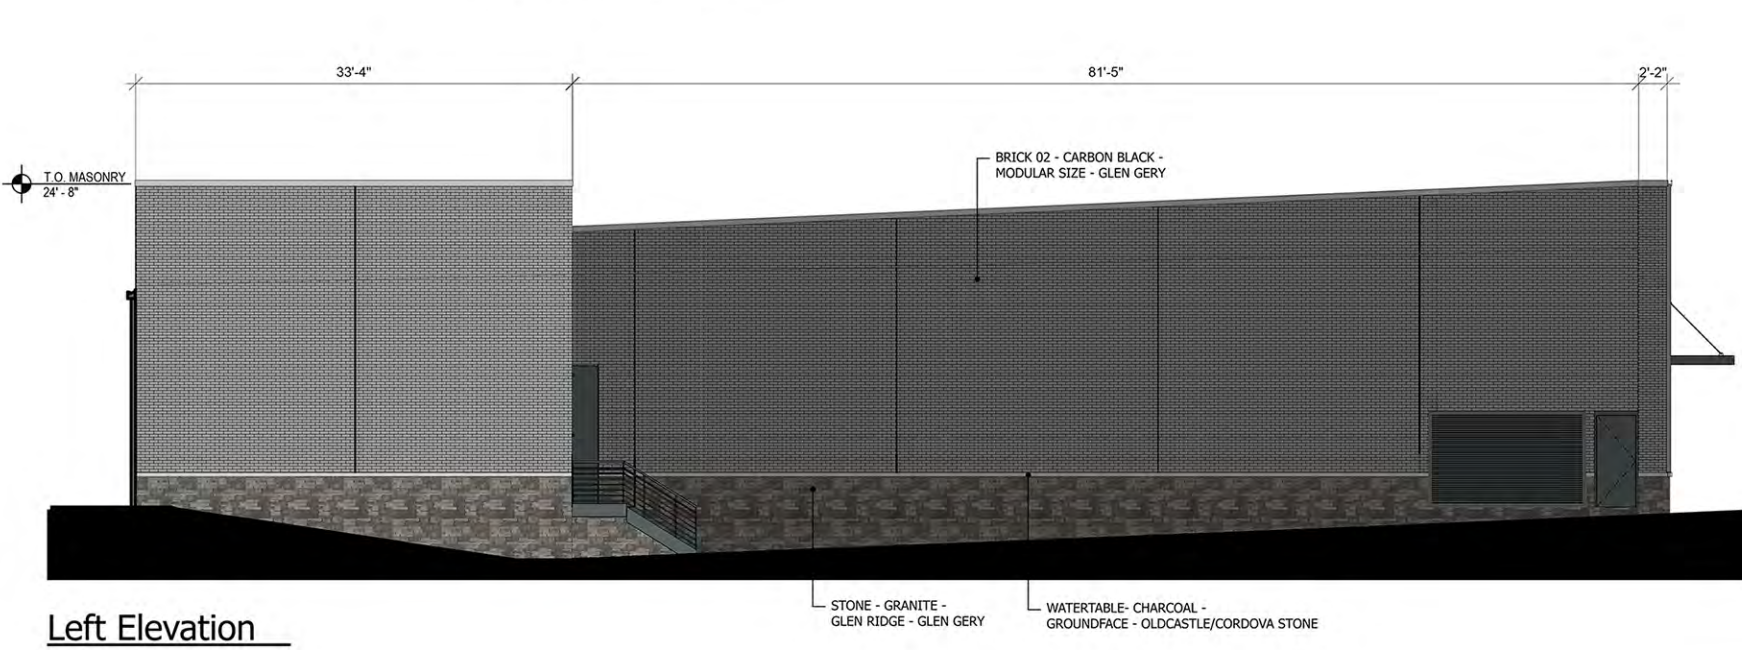 33'-4"
81'-5"
2'-2"
BRICK 02 - CARBON BLACK -
MODULAR SIZE - GLEN GERY
T.O. MASONRY
24' - 8"
STONE - GRANITE -
GLEN RIDGE - GLEN GERY
WATERTABLE- CHARCOAL -
GROUNDFACE - OLDCASTLE/CORDOVA STONE
Left Elevation